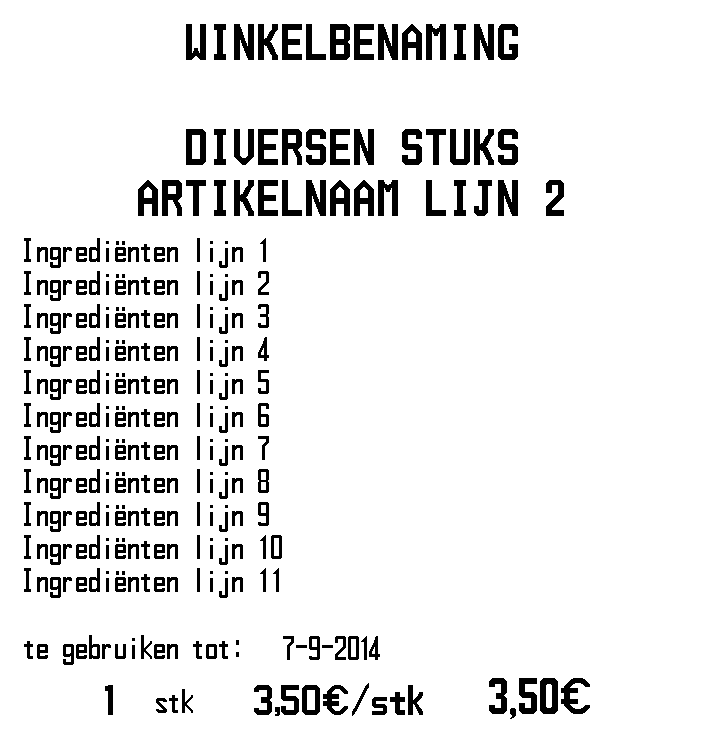 WINKELBENAMING
DIVERSEN STUKS
ARTIKELNAAM LIJN 2
Ingrediënten lijn 1
Ingrediënten lijn 2
Ingrediënten lijn 3
Ingrediënten lijn 4
Ingrediënten lijn 5
Ingrediënten lijn 6
Ingrediënten lijn 7
Ingrediënten lijn 8
Ingrediënten lijn 9
Ingrediënten lijn 10
Ingrediënten lijn 11
te gebruiken tot: 7-9-2014
1 stk 3,50€/stk 3,50€